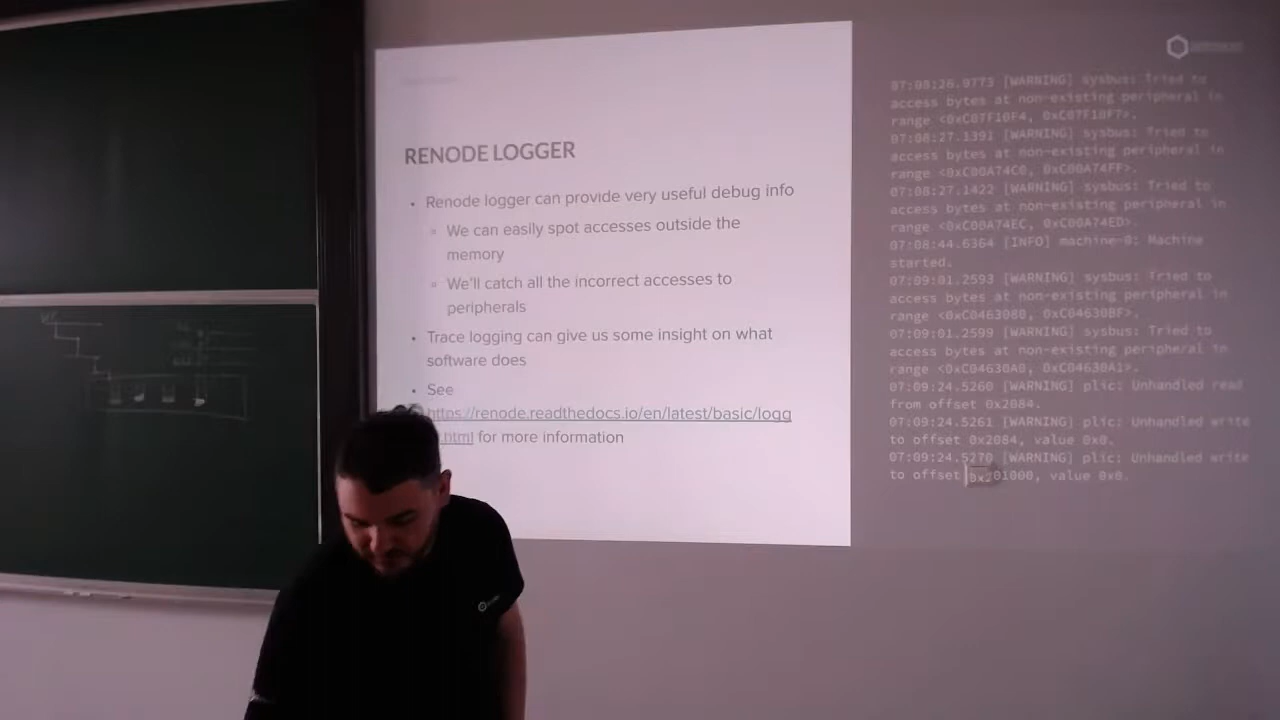 RENODE LOGGER
• Renode logger can provide very useful debug info
▫ We can easily spot accesses outside the
memory
▫ We'll catch all the incorrect accesses to
peripherals
• Trace logging can give us some insight on what
software does
• See
https://renode.readthedocs.io/en/latest/basic/logg
.html for more information
07:08:26.0773 [WARNING] sysbus: Tried to
access bytes at non-existing peripheral in
range <0xC07F10F4, 0xC07F10F7>.
07:08:27.1391 [WARNING] sysbus: Tried to
access bytes at non-existing peripheral in
range <0xC00A74C0, 0xC00A74FF>.
07:08:27.1422 [WARNING] sysbus: Tried to
access bytes at non-existing peripheral in
range <0xC00A74EC, 0xC00A74ED>.
07:08:44.6364 [INFO] machine-0: Machine
started.
07:09:01.2593 [WARNING] sysbus: Tried to
access bytes at non-existing peripheral in
range <0xC0463080, 0xC04630BF>.
07:09:01.2599 [WARNING] sysbus: Tried to
access bytes at non-existing peripheral in
range <0xC04630A0, 0xC04630A1>.
07:09:24.5260 [WARNING] plic: Unhandled read
from offset 0x2084.
07:09:24.5261 [WARNING] plic: Unhandled write
to offset 0x2084, value 0x0.
07:09:24.5270 [WARNING] plic: Unhandled write
to offset 0x201000, value 0x0.